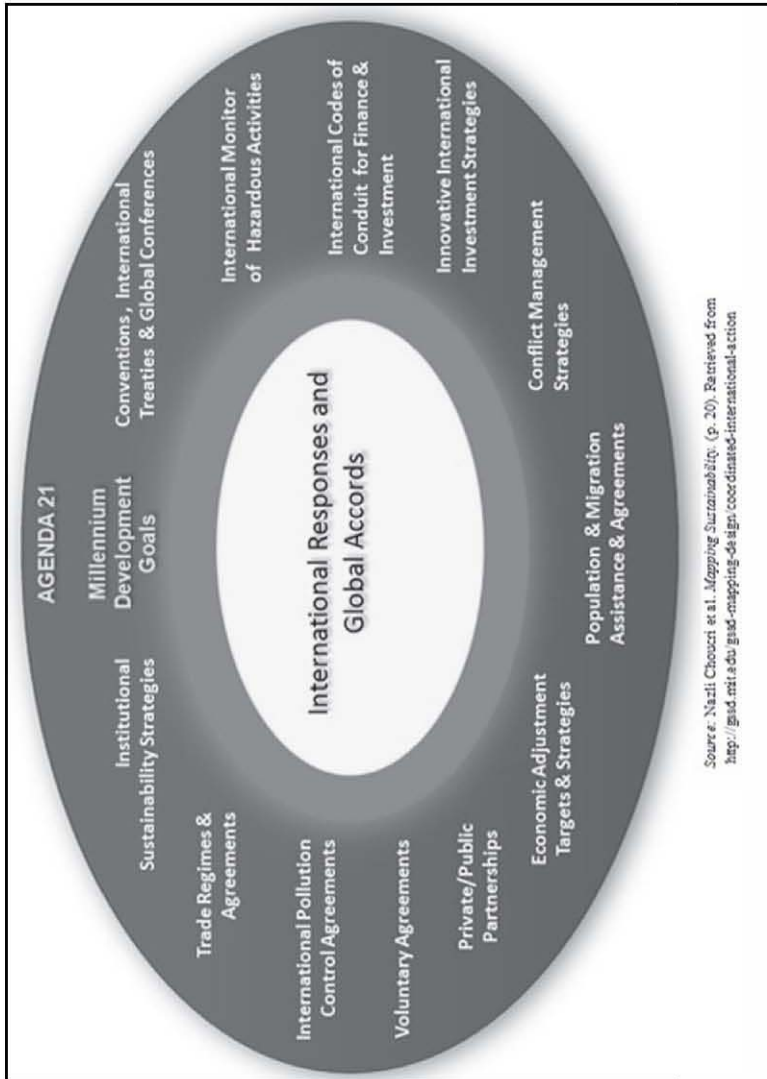 AGENDA 21
Millennium
Development
Goals
Conventions, International
Treaties & Global Conferences
International Monitor
of Hazardous Activities
International Codes of
Conduit for Finance &
Investment
Innovative International
Investment Strategies
Conflict Management
Strategies
Population & Migration
Assistance & Agreements
Economic Adjustment
Targets & Strategies
Private/Public
Partnerships
Voluntary Agreements
International Pollution
Control Agreements
Trade Regimes &
Agreements
Institutional
Sustainability Strategies
International Responses and
Global Accords
Source: Nazli Choucri et al. Mapping Sustainability. (p. 20). Retrieved from
http://gssd.mit.edu/gssd-mapping-design/coordinated-international-action